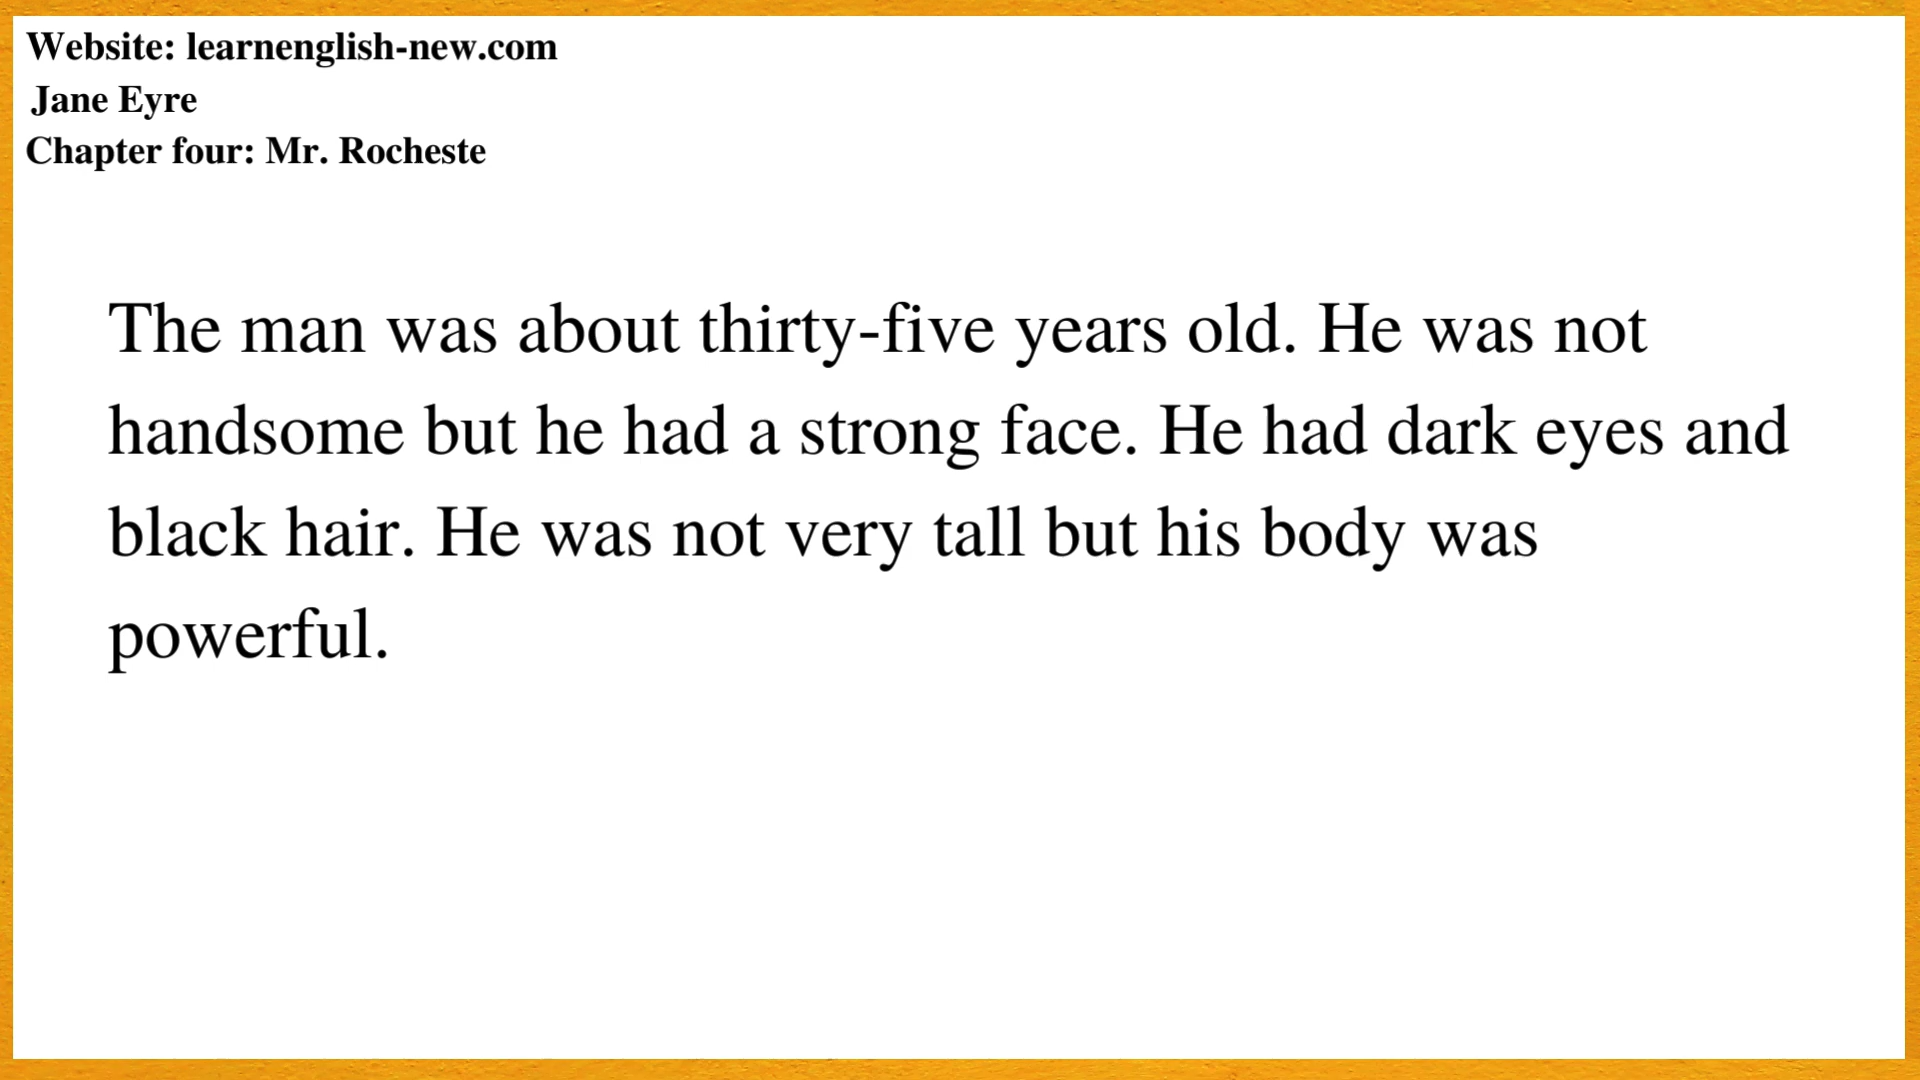 Website: learnenglish-new.com
Jane Eyre
Chapter four: Mr. Rocheste
The man was about thirty-five years old. He was not
handsome but he had a strong face. He had dark eyes and
black hair. He was not very tall but his body was
powerful.